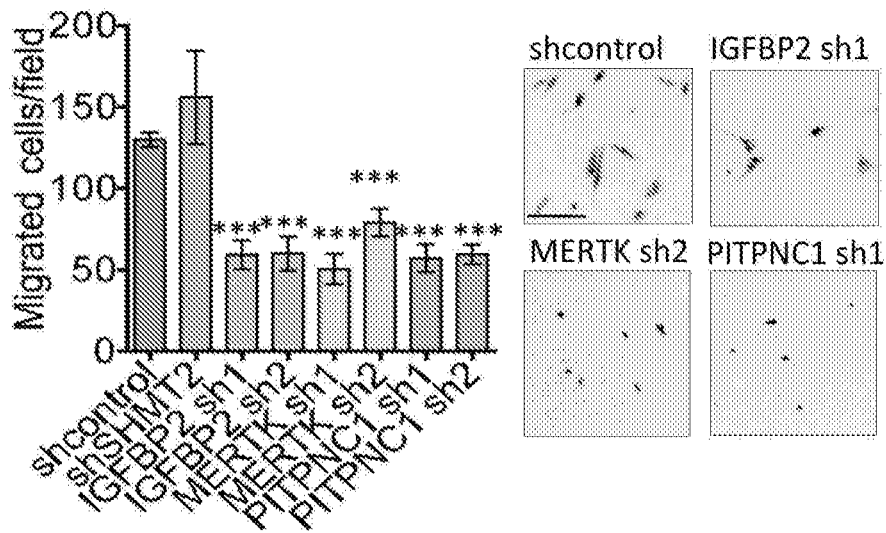 Migrated cells/field
200
150
100
50
0
***
***
***
***
***
***
shcontrol
shSHMT2
IGFBP2 sh1
IGFBP2 sh2
MERTK sh1
MERTK sh2
PITPNC1 sh1
PITPNC1 sh2
shcontrol
IGFBP2 sh1
MERTK sh2
PITPNC1 sh1